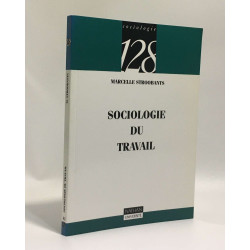 sociologie
128
MARCELLE STROOBANTS
SOCIOLOGIE
DU
TRAVAIL